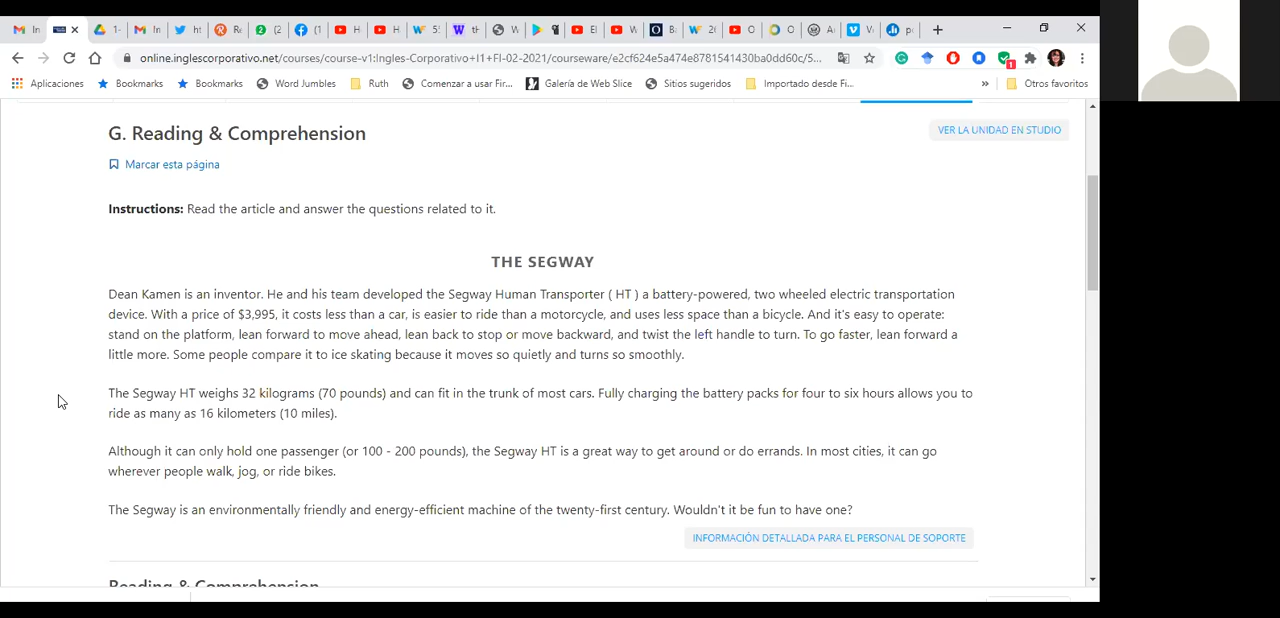 In
1-
In
ht
Re
(2
(1
H
H
5!
th
W
El
W
B
2(
O
O
A
V
p
online.inglescorporativo.net/courses/course-v1:Ingles-Corporativo+I1+FI-02-2021/courseware/e2cf624e5a474e8781541430ba0dd60c/5...
Aplicaciones Bookmarks Bookmarks Word Jumbles Ruth Comenzar a usar Fir... Galería de Web Slice Sitios sugeridos Importado desde Fi... » Otros favoritos
G. Reading & Comprehension
VER LA UNIDAD EN STUDIO
Marcar esta página
Instructions: Read the article and answer the questions related to it.
THE SEGWAY
Dean Kamen is an inventor. He and his team developed the Segway Human Transporter ( HT ) a battery-powered, two wheeled electric transportation
device. With a price of $3,995, it costs less than a car, is easier to ride than a motorcycle, and uses less space than a bicycle. And it's easy to operate:
stand on the platform, lean forward to move ahead, lean back to stop or move backward, and twist the left handle to turn. To go faster, lean forward a
little more. Some people compare it to ice skating because it moves so quietly and turns so smoothly.
The Segway HT weighs 32 kilograms (70 pounds) and can fit in the trunk of most cars. Fully charging the battery packs for four to six hours allows you to
ride as many as 16 kilometers (10 miles).
Although it can only hold one passenger (or 100 - 200 pounds), the Segway HT is a great way to get around or do errands. In most cities, it can go
wherever people walk, jog, or ride bikes.
The Segway is an environmentally friendly and energy-efficient machine of the twenty-first century. Wouldn't it be fun to have one?
INFORMACIÓN DETALLADA PARA EL PERSONAL DE SOPORTE
Reading & Comprehension